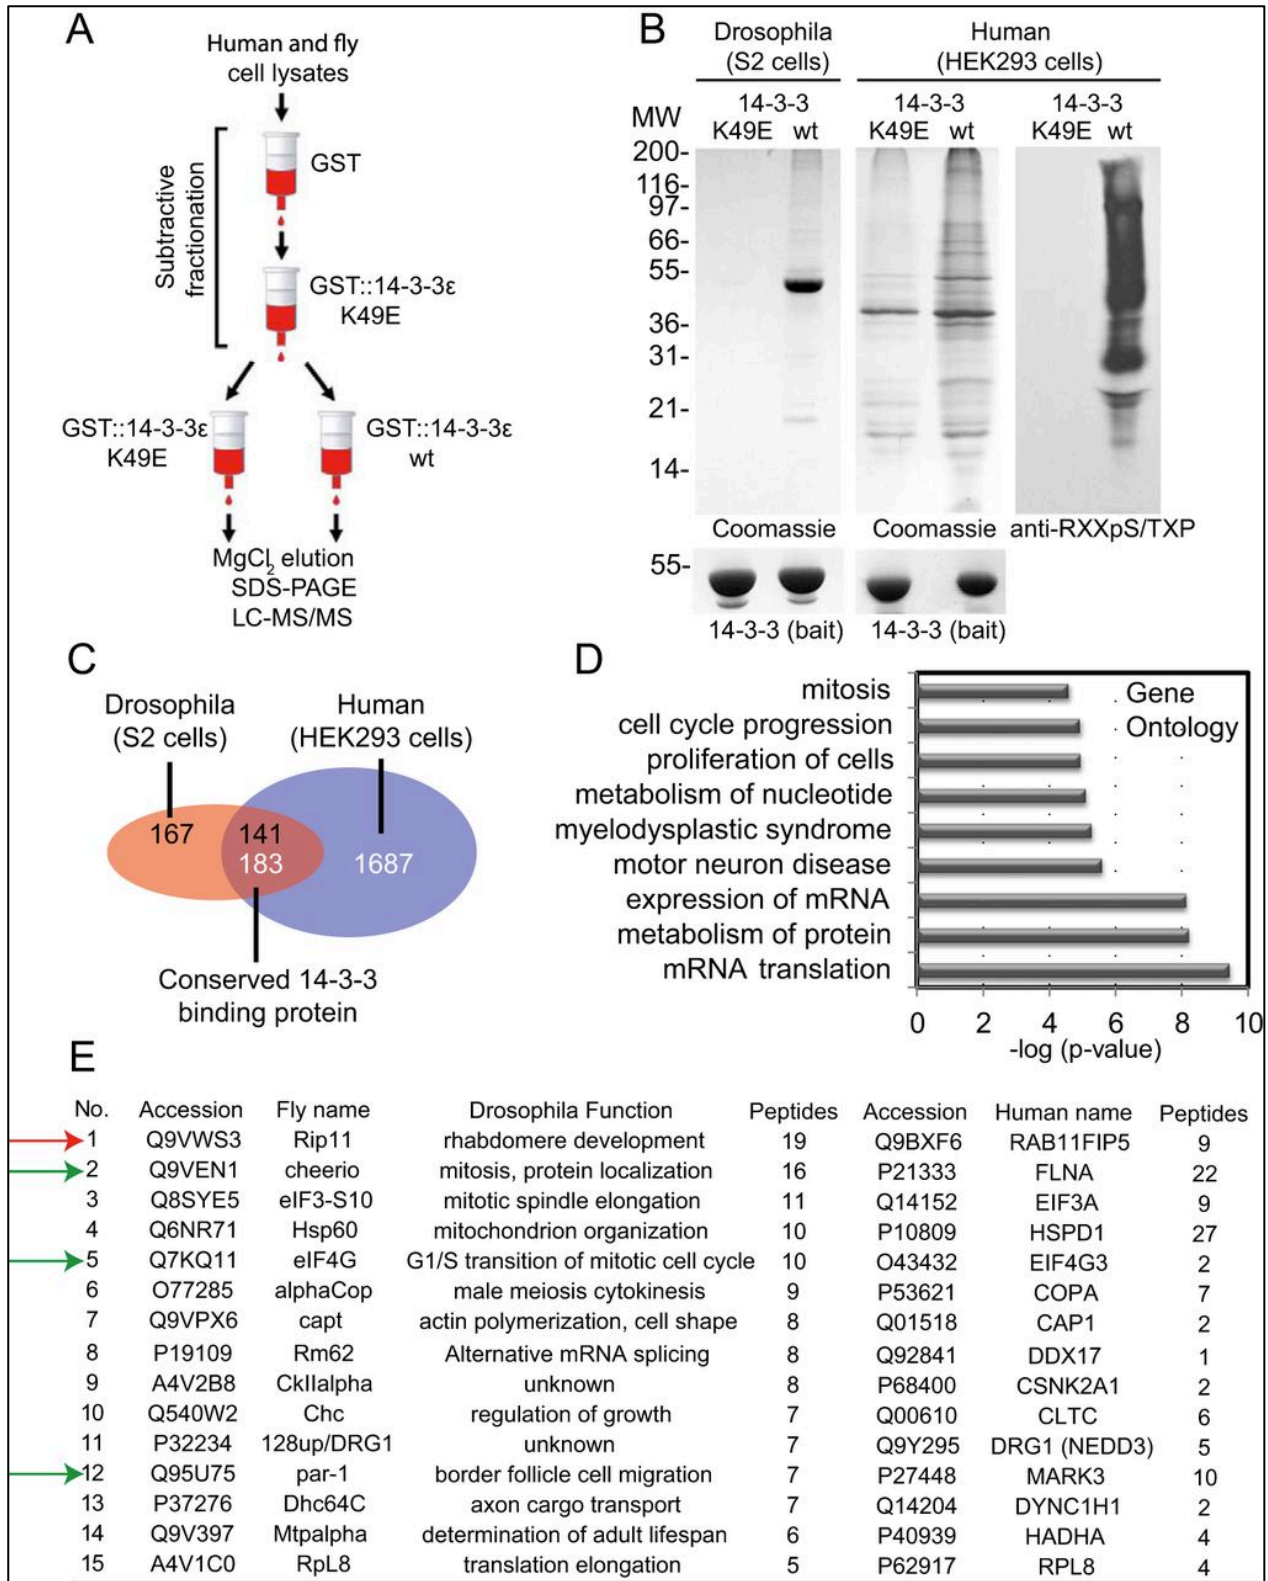 A
Human and fly
cell lysates
Subtractive
fractionation
GST
GST::14-3-3ε
K49E
GST::14-3-3ε
K49E
GST::14-3-3ε
wt
MgCl2 elution
SDS-PAGE
LC-MS/MS
B
Drosophila
(S2 cells)
Human
(HEK293 cells)
MW
14-3-3
K49E wt
14-3-3
K49E wt
14-3-3
K49E wt
200-
116-
97-
66-
55-
36-
31-
21-
14-
Coomassie
Coomassie
anti-RXXpS/TXP
55-
14-3-3 (bait)
14-3-3 (bait)
C
Drosophila
(S2 cells)
Human
(HEK293 cells)
167
141
183
1687
Conserved 14-3-3
binding protein
D
Gene
Ontology
mitosis
cell cycle progression
proliferation of cells
metabolism of nucleotide
myelodysplastic syndrome
motor neuron disease
expression of mRNA
metabolism of protein
mRNA translation
0 2 4 6 8 10
-log (p-value)
E
No. Accession Fly name Drosophila Function Peptides Accession Human name Peptides
1 Q9VWS3 Rip11 rhabdomere development 19 Q9BXF6 RAB11FIP5 9
2 Q9VEN1 cheerio mitosis, protein localization 16 P21333 FLNA 22
3 Q8SYE5 eIF3-S10 mitotic spindle elongation 11 Q14152 EIF3A 9
4 Q6NR71 Hsp60 mitochondrion organization 10 P10809 HSPD1 27
5 Q7KQ11 eIF4G G1/S transition of mitotic cell cycle 10 O43432 EIF4G3 2
6 O77285 alphaCop male meiosis cytokinesis 9 P53621 COPA 7
7 Q9VPX6 capt actin polymerization, cell shape 8 Q01518 CAP1 2
8 P19109 Rm62 Alternative mRNA splicing 8 Q92841 DDX17 1
9 A4V2B8 CkIIalpha unknown 8 P68400 CSNK2A1 2
10 Q540W2 Chc regulation of growth 7 Q00610 CLTC 6
11 P32234 128up/DRG1 unknown 7 Q9Y295 DRG1 (NEDD3) 5
12 Q95U75 par-1 border follicle cell migration 7 P27448 MARK3 10
13 P37276 Dhc64C axon cargo transport 7 Q14204 DYNC1H1 2
14 Q9V397 Mtpalpha determination of adult lifespan 6 P40939 HADHA 4
15 A4V1C0 RpL8 translation elongation 5 P62917 RPL8 4